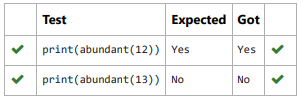 Test Expected Got
print(abundant(12)) Yes Yes
print(abundant(13)) No No